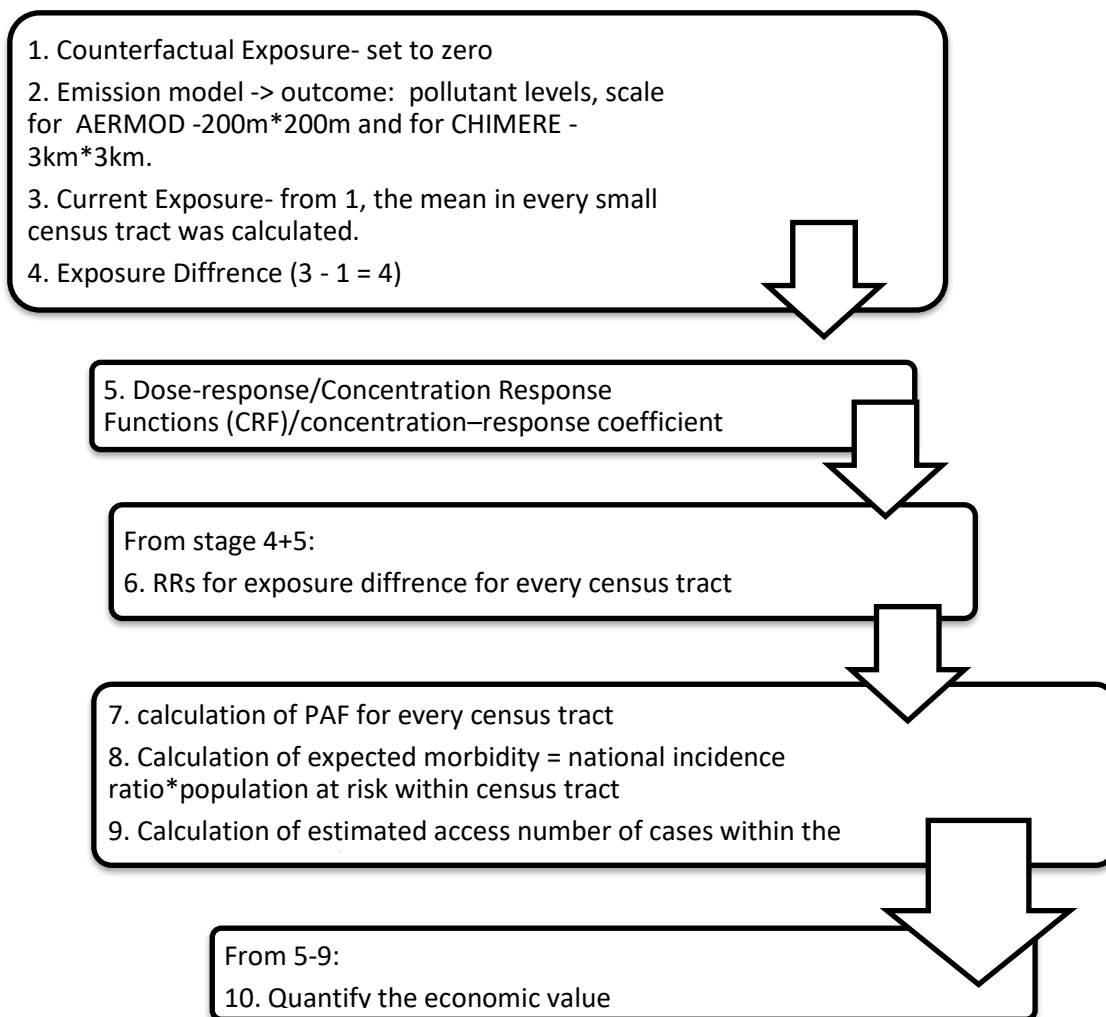 1. Counterfactual Exposure- set to zero
2. Emission model -> outcome:  pollutant levels, scale
for  AERMOD -200m*200m and for CHIMERE -
3km*3km.
3. Current Exposure- from 1, the mean in every small
census tract was calculated.
4. Exposure Diffrence (3 - 1 = 4)
5. Dose-response/Concentration Response
Functions (CRF)/concentration–response coefficient
From stage 4+5:
6. RRs for exposure diffrence for every census tract
7. calculation of PAF for every census tract
8. Calculation of expected morbidity = national incidence
ratio*population at risk within census tract
9. Calculation of estimated access number of cases within the
From 5-9:
10. Quantify the economic value